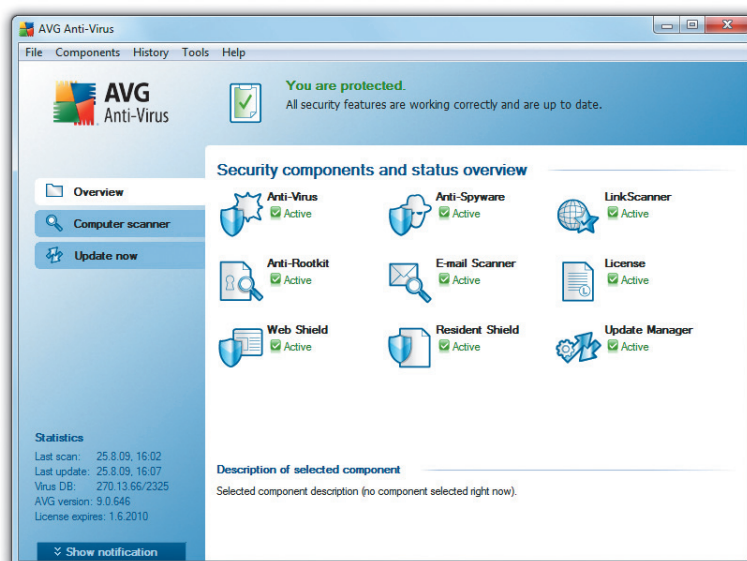 AVG Anti-Virus
File Components History Tools Help
AVG
Anti-Virus
You are protected.
All security features are working correctly and are up to date.
Overview
Computer scanner
Update now
Security components and status overview
Anti-Virus
Active
Anti-Spyware
Active
LinkScanner
Active
Anti-Rootkit
Active
E-mail Scanner
Active
License
Active
Web Shield
Active
Resident Shield
Active
Update Manager
Active
Statistics
Last scan: 25.8.09, 16:02
Last update: 25.8.09, 16:07
Virus DB: 270.13.66/2325
AVG version: 9.0.646
License expires: 1.6.2010
Show notification
Description of selected component
Selected component description (no component selected right now).